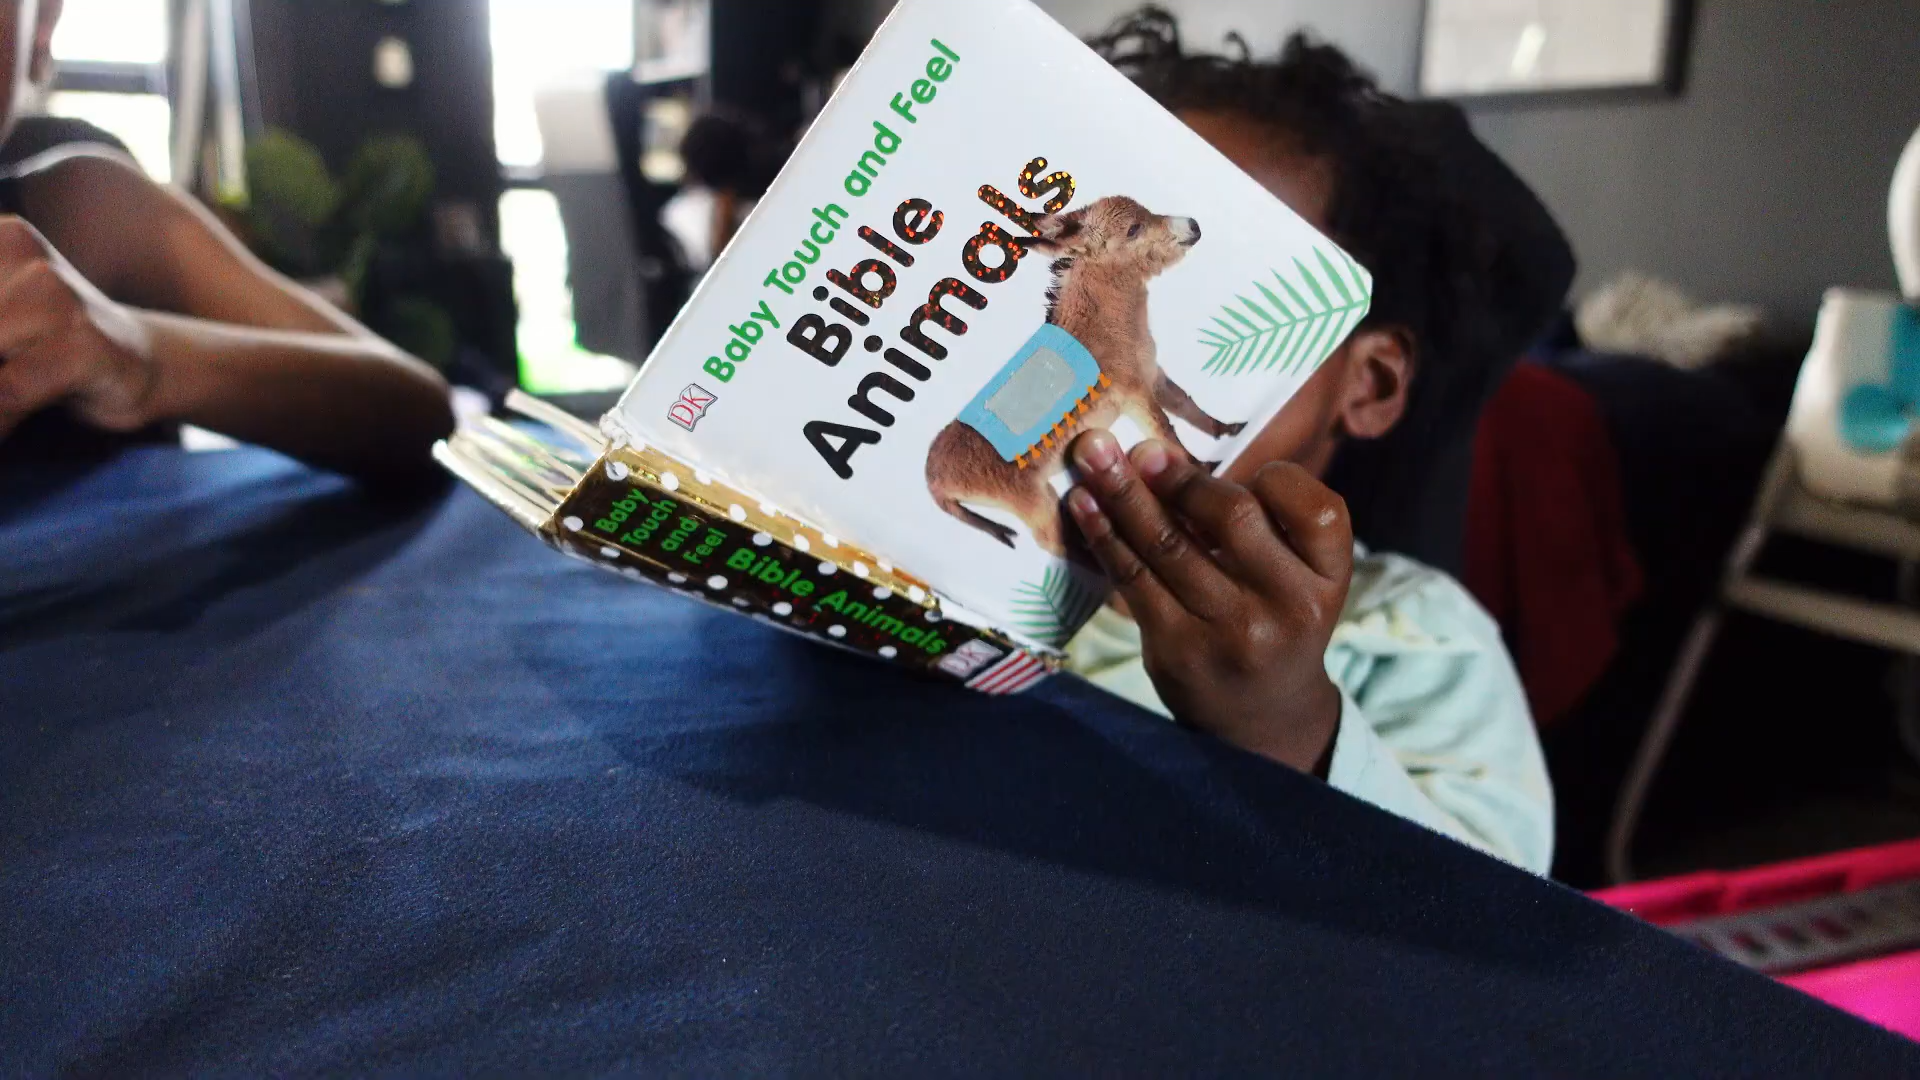 Baby Touch and Feel
Bible
Animals
DK
Baby
Touch
and
Feel
Bible Animals
DK